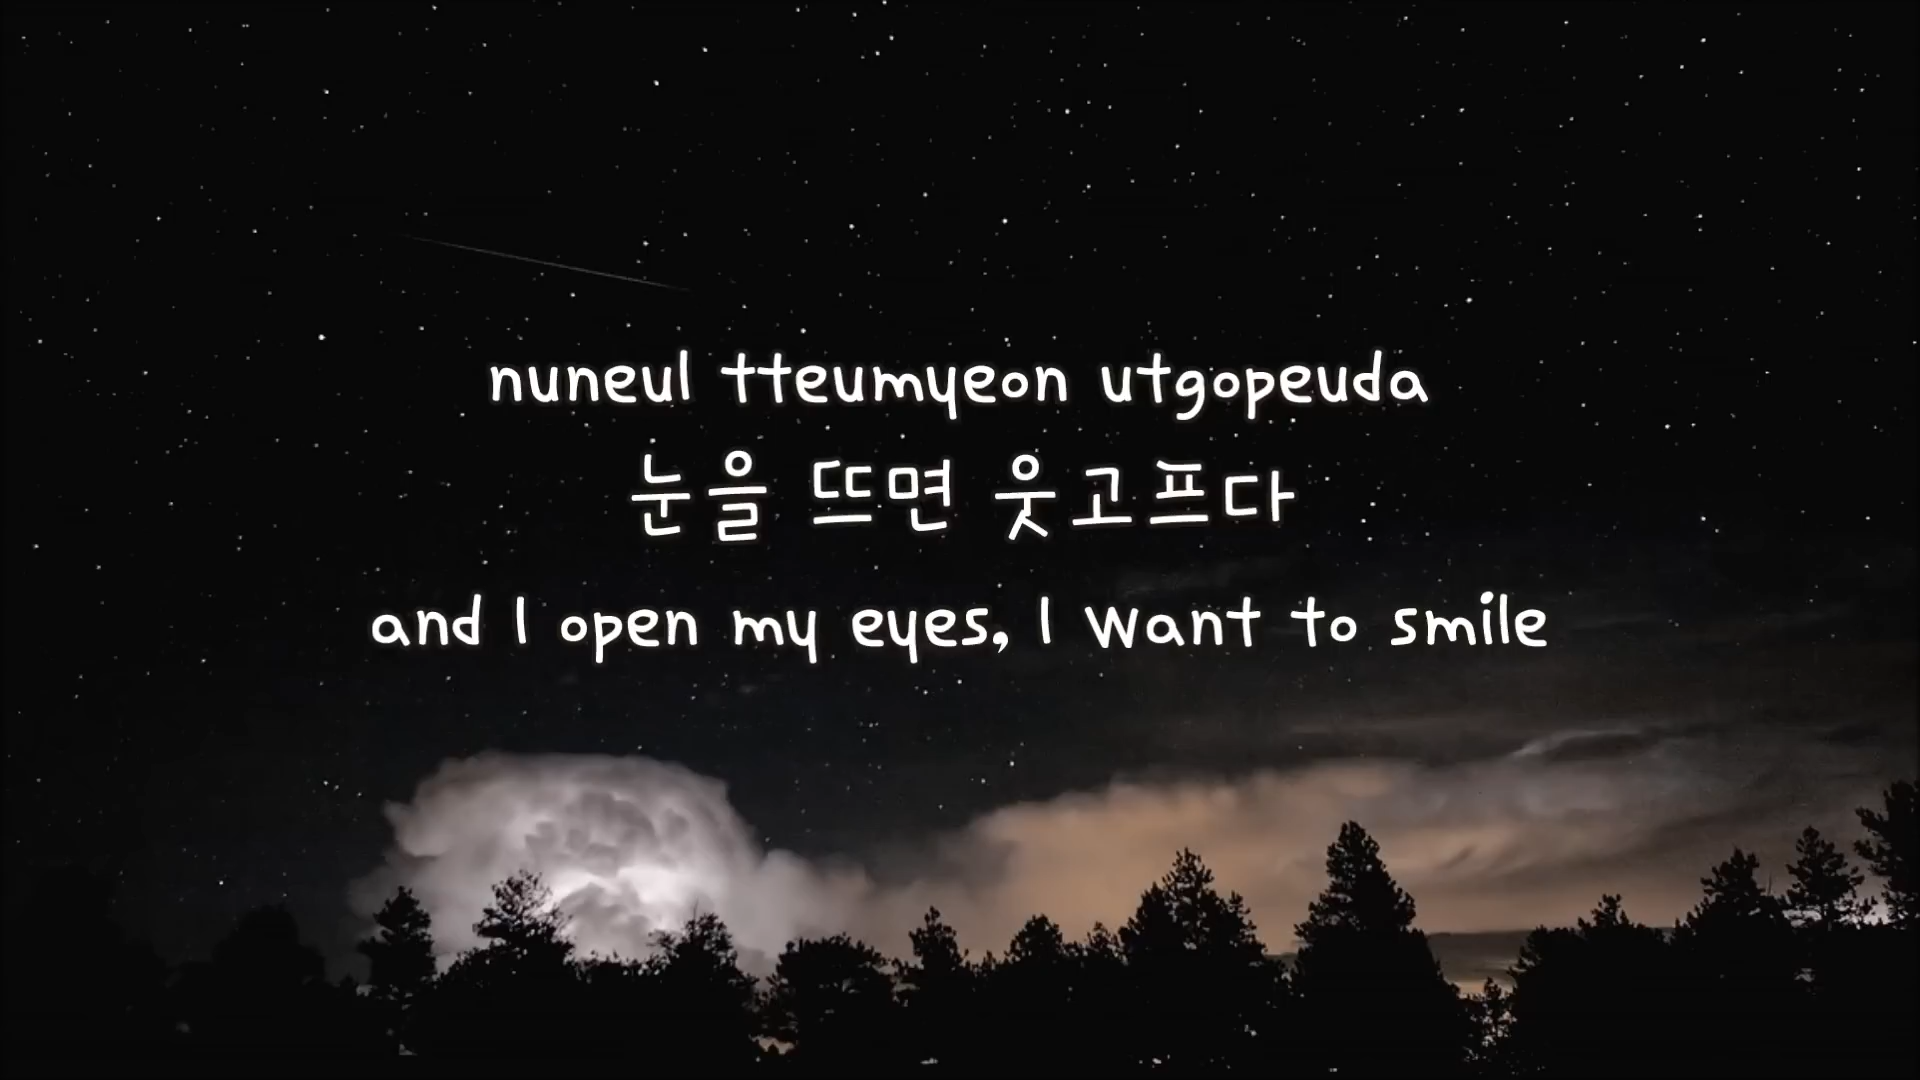 nuneul tteumyeon utgopeuda
눈을 뜨면 웃고프다
and I open my eyes, I want to smile